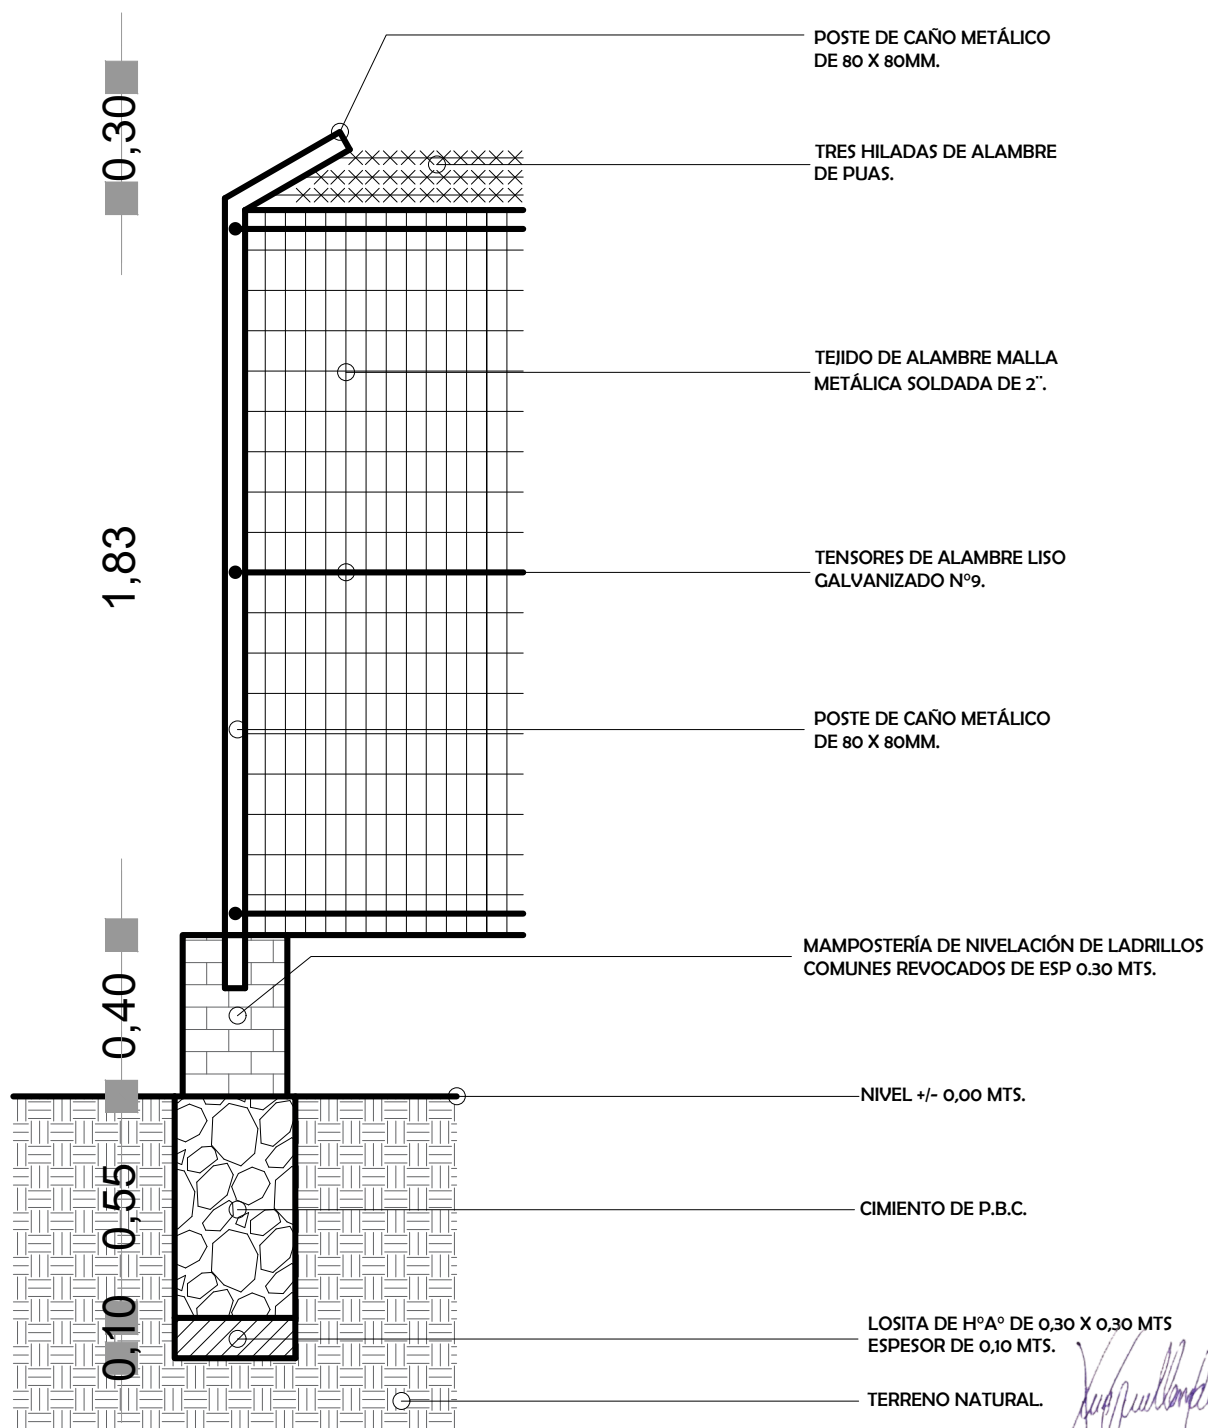 POSTE DE CAÑO METÁLICO
DE 80 X 80MM.
0,30
TRES HILADAS DE ALAMBRE
DE PUAS.
TEJIDO DE ALAMBRE MALLA
METÁLICA SOLDADA DE 2¨.
1,83
TENSORES DE ALAMBRE LISO
GALVANIZADO Nº9.
POSTE DE CAÑO METÁLICO
DE 80 X 80MM.
MAMPOSTERÍA DE NIVELACIÓN DE LADRILLOS
COMUNES REVOCADOS DE ESP 0.30 MTS.
0,40
NIVEL +/- 0,00 MTS.
0,55
CIMIENTO DE P.B.C.
0,10
LOSITA DE HºAº DE 0,30 X 0,30 MTS
ESPESOR DE 0,10 MTS.
TERRENO NATURAL.